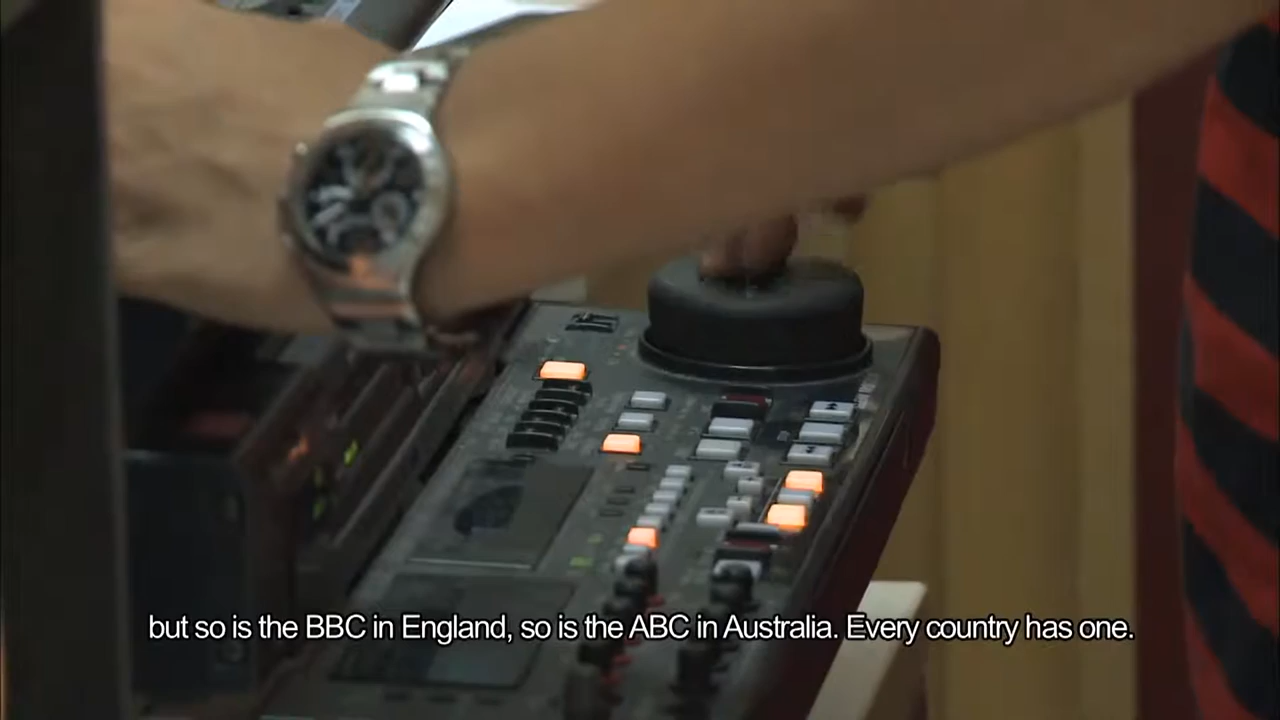 but so is the BBC in England, so is the ABC in Australia. Every country has one.